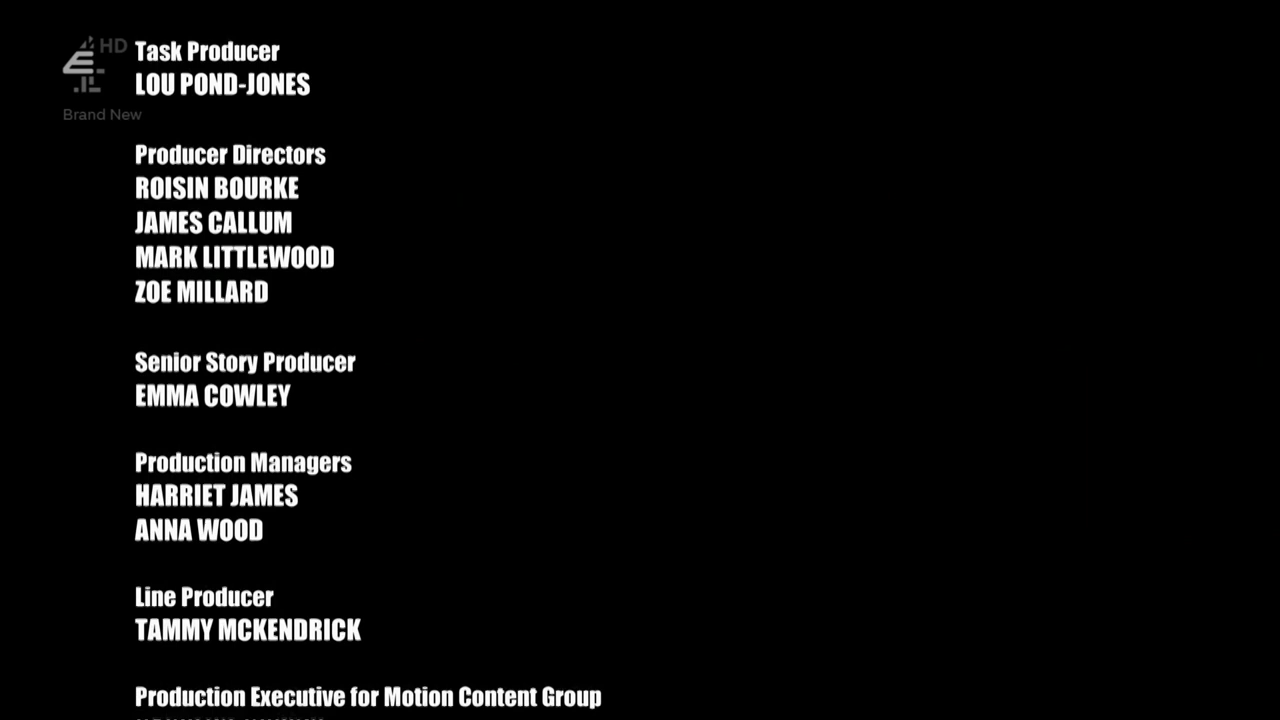 HD
Task Producer
LOU POND-JONES
Brand New
Producer Directors
ROISIN BOURKE
JAMES CALLUM
MARK LITTLEWOOD
ZOE MILLARD
Senior Story Producer
EMMA COWLEY
Production Managers
HARRIET JAMES
ANNA WOOD
Line Producer
TAMMY MCKENDRICK
Production Executive for Motion Content Group